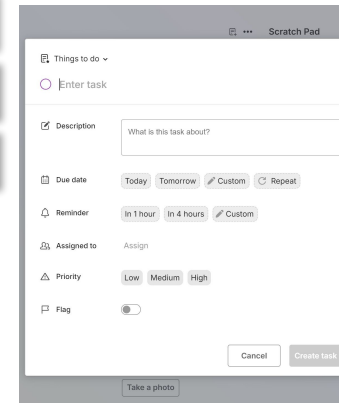 Scratch Pad
Things to do
Enter task
Description
What is this task about?
Due date Today Tomorrow Custom Repeat
Reminder In 1 hour In 4 hours Custom
Assigned to Assign
Priority Low Medium High
Flag
Cancel Create task
Take a photo